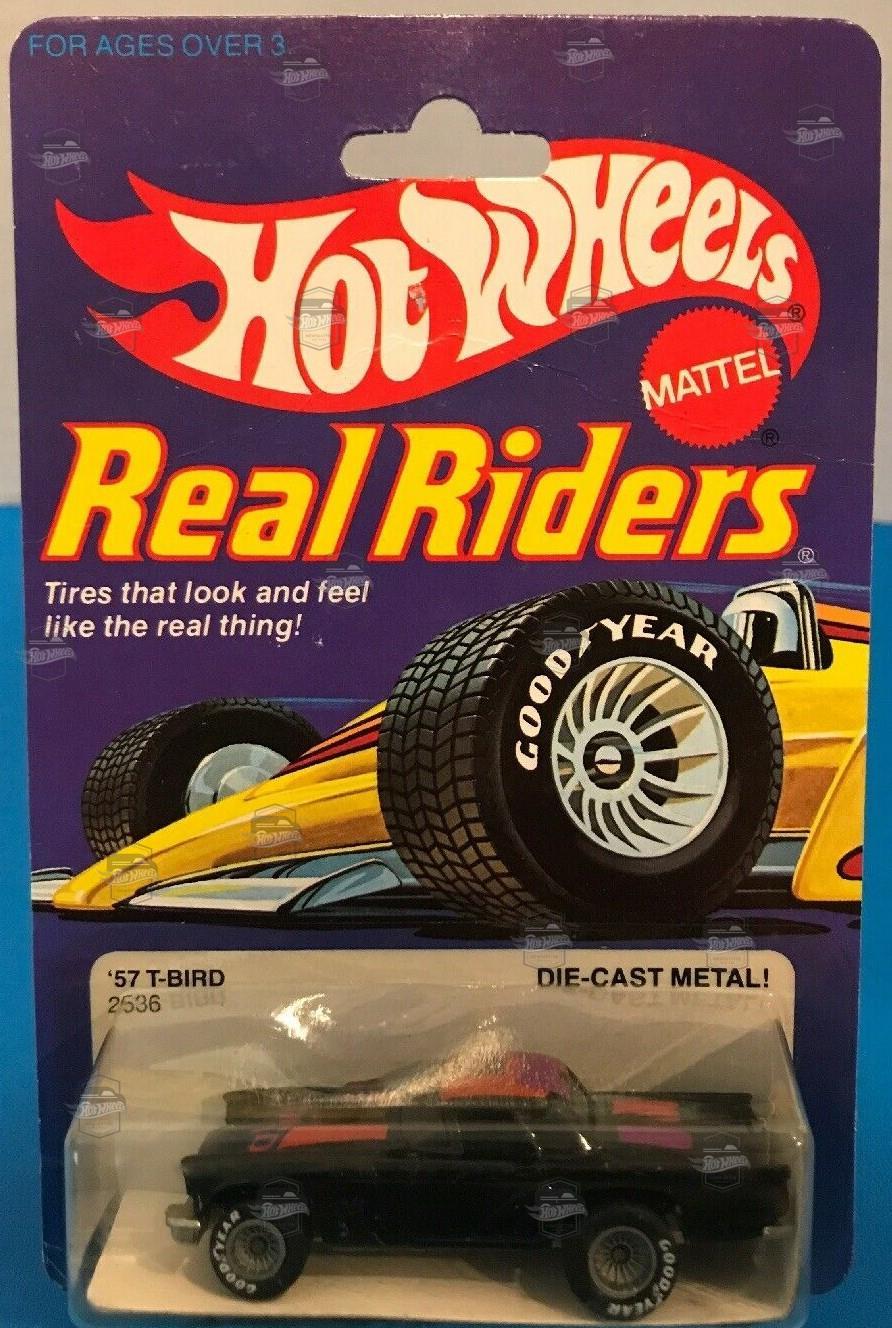 FOR AGES OVER 3
HOT WHEELS®
MATTEL®
Real Riders®
Tires that look and feel
like the real thing!
GOODYEAR
'57 T-BIRD
2536
DIE-CAST METAL!
GOODYEAR
GOODYEAR